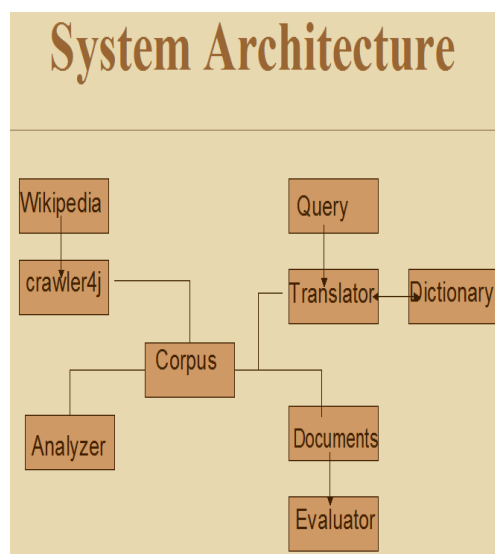 System Architecture
Wikipedia
Query
crawler4j
Translator
Dictionary
Corpus
Analyzer
Documents
Evaluator